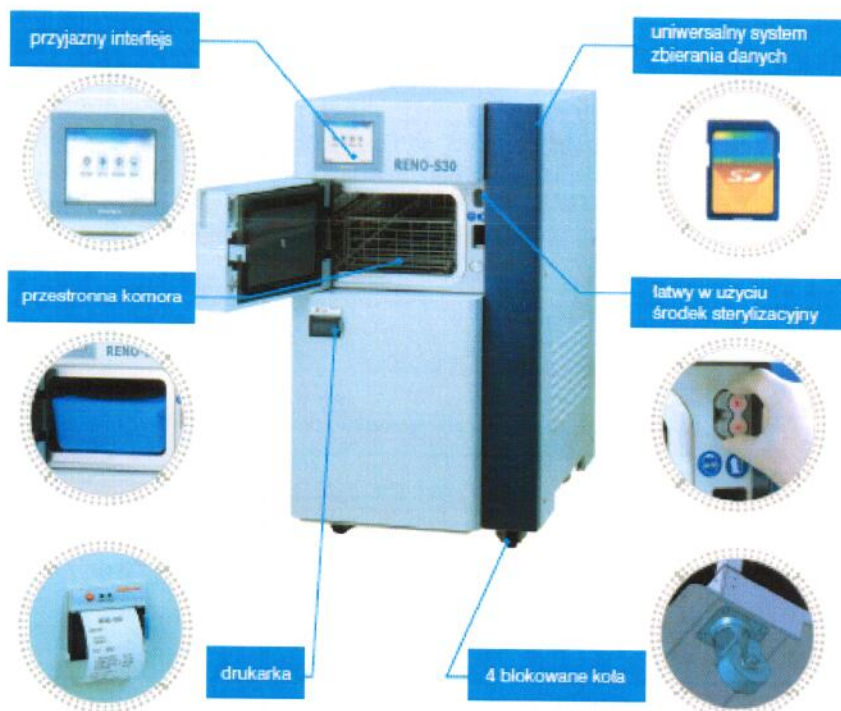 przyjazny interfejs
uniwersalny system
zbierania danych
RENO-S30
SD
przestronna komora
łatwy w użyciu
środek sterylizacyjny
RENO-S
drukarka
4 blokowane koła